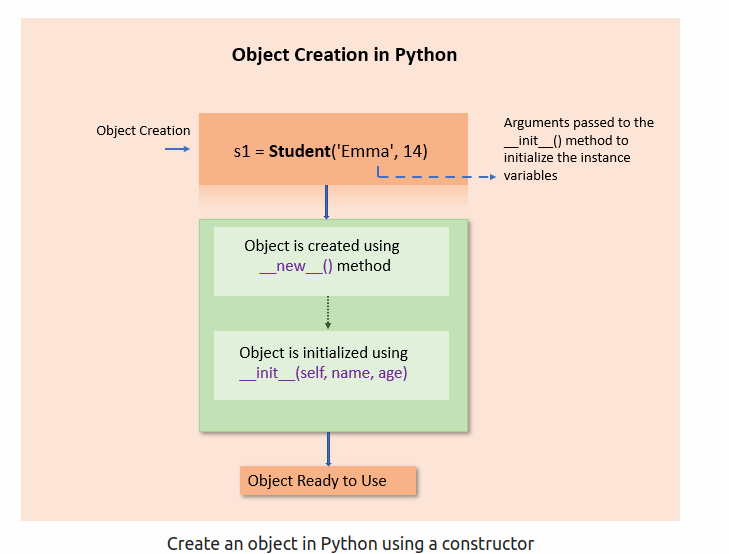 Object Creation in Python
Object Creation
s1 = Student('Emma', 14)
Arguments passed to the
__init__() method to
initialize the instance
variables
Object is created using
__new__() method
Object is initialized using
__init__(self, name, age)
Object Ready to Use
Create an object in Python using a constructor